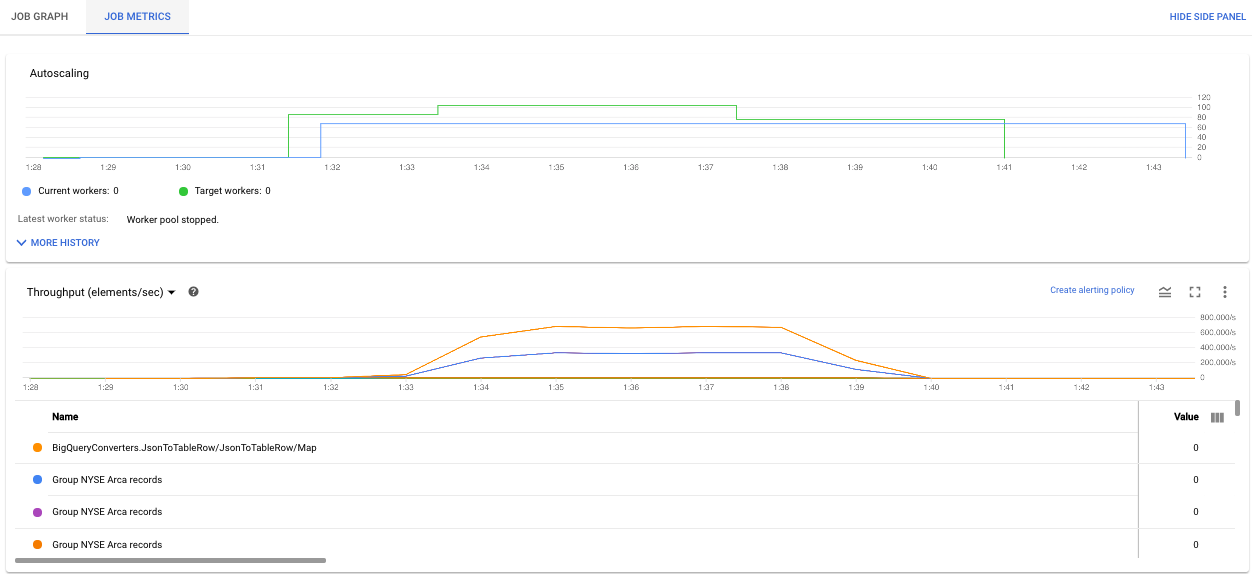 JOB GRAPH JOB METRICS HIDE SIDE PANEL
Autoscaling
120
100
80
60
40
20
0
1:28 1:29 1:30 1:31 1:32 1:33 1:34 1:35 1:36 1:37 1:38 1:39 1:40 1:41 1:42 1:43
Current workers: 0 Target workers: 0
Latest worker status: Worker pool stopped.
MORE HISTORY
Throughput (elements/sec) ? Create alerting policy
800.000/s
600.000/s
400.000/s
200.000/s
0
1:28 1:29 1:30 1:31 1:32 1:33 1:34 1:35 1:36 1:37 1:38 1:39 1:40 1:41 1:42 1:43
Name Value
BigQueryConverters.JsonToTableRow/JsonToTableRow/Map 0
Group NYSE Arca records 0
Group NYSE Arca records 0
Group NYSE Arca records 0